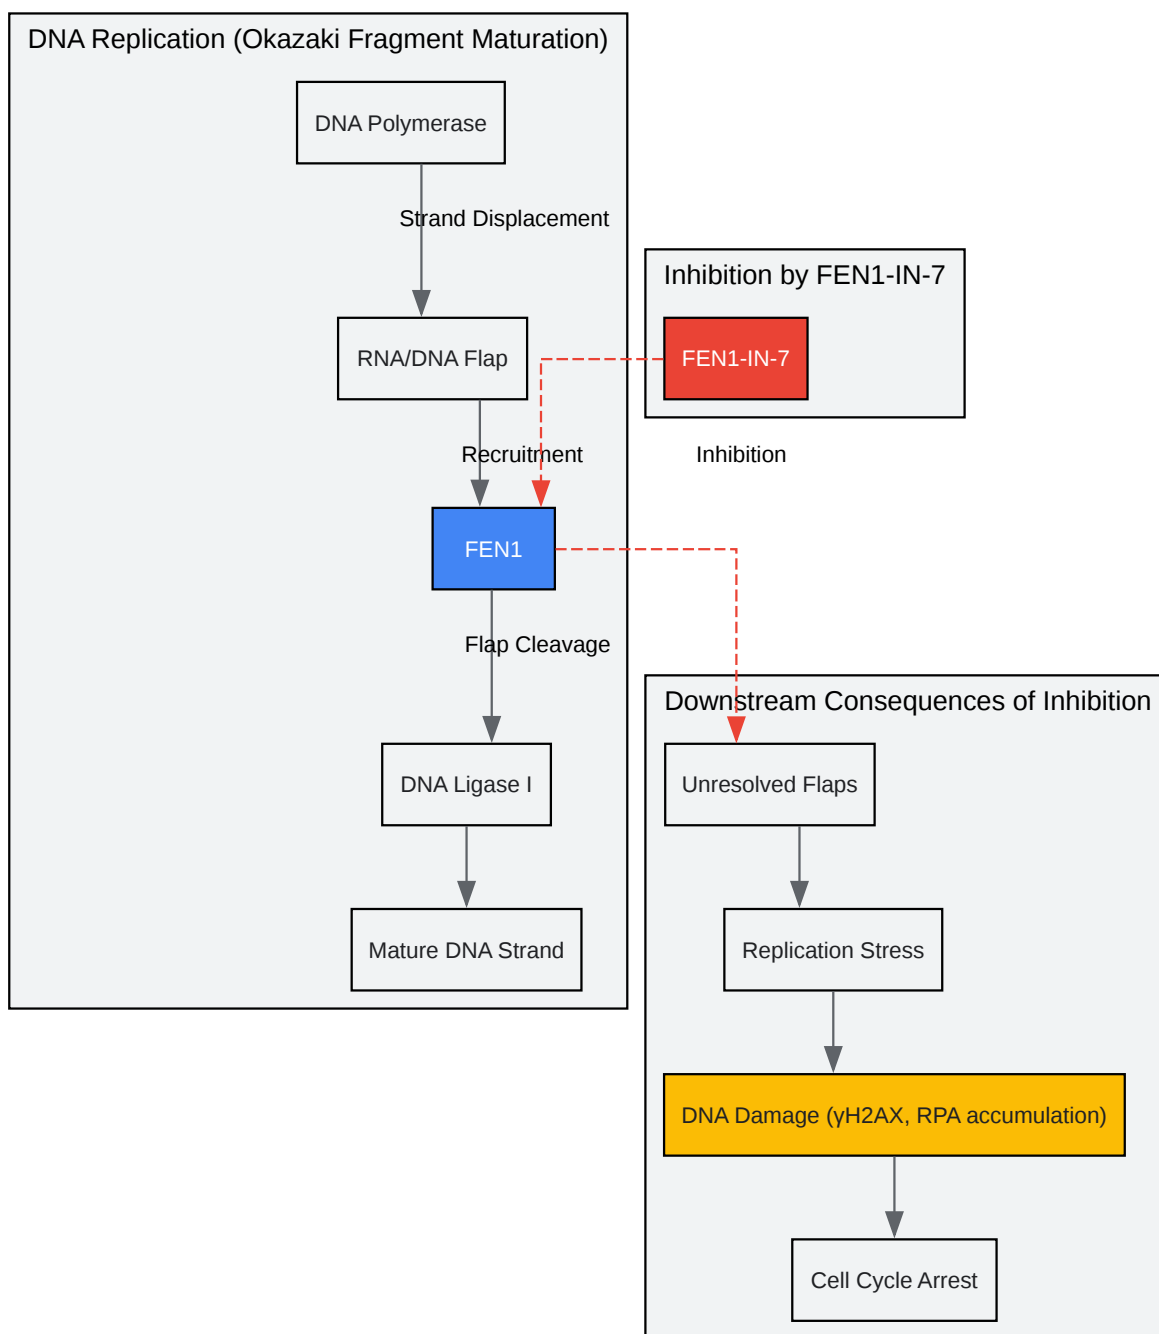 DNA Replication (Okazaki Fragment Maturation)
DNA Polymerase
Strand Displacement
Inhibition by FEN1-IN-7
RNA/DNA Flap
FEN1-IN-7
Recruitment
Inhibition
FEN1
Flap Cleavage
Downstream Consequences of Inhibition
DNA Ligase I
Unresolved Flaps
Mature DNA Strand
Replication Stress
DNA Damage (γH2AX, RPA accumulation)
Cell Cycle Arrest